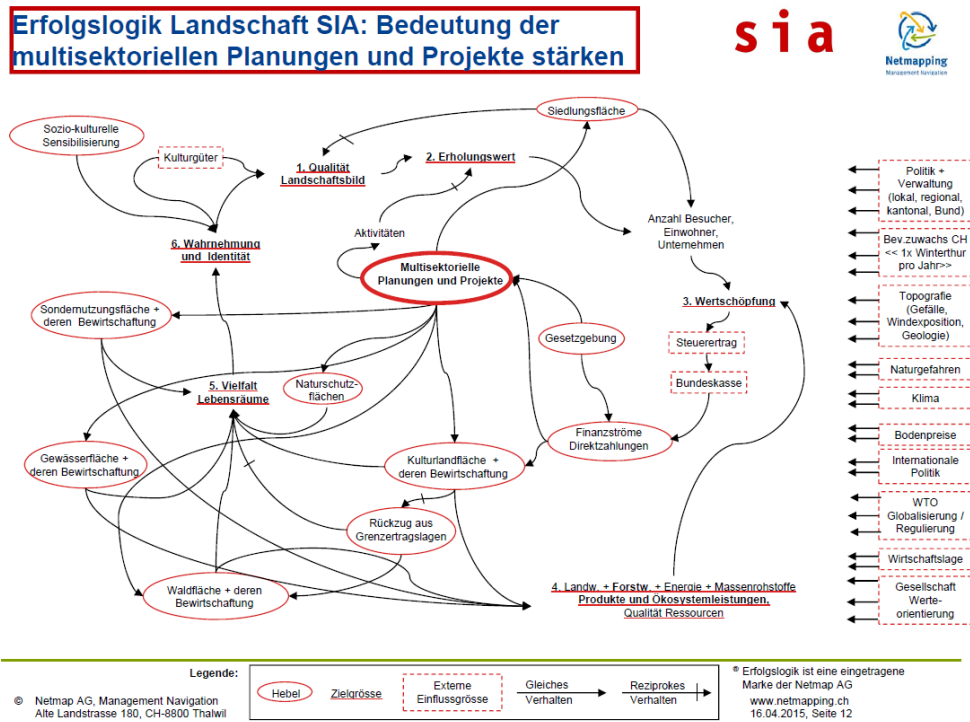 Erfolgslogik Landschaft SIA: Bedeutung der
multisektoriellen Planungen und Projekte stärken
sia
Netmapping
Management Navigation
Siedlungsfläche
Sozio-kulturelle
Sensibilisierung
Kulturgüter
1. Qualität
Landschaftsbild
2. Erholungswert
Politik +
Verwaltung
(lokal, regional,
kantonal, Bund)
Anzahl Besucher,
Einwohner,
Unternehmen
Aktivitäten
6. Wahrnehmung
und Identität
Bev.zuwachs CH
<< 1x Winterthur
pro Jahr>>
Multisektorielle
Planungen und Projekte
Sondernutzungsfläche +
deren Bewirtschaftung
3. Wertschöpfung
Topografie
(Gefälle,
Windexposition,
Geologie)
Gesetzgebung
Steuerertrag
Naturgefahren
5. Vielfalt
Lebensräume
Naturschutz-
flächen
Bundeskasse
Klima
Finanzströme
Direktzahlungen
Bodenpreise
Gewässerfläche +
deren Bewirtschaftung
Kulturlandfläche +
deren Bewirtschaftung
Internationale
Politik
Rückzug aus
Grenzertragslagen
WTO
Globalisierung /
Regulierung
Wirtschaftslage
Waldfläche + deren
Bewirtschaftung
4. Landw. + Forstw. + Energie + Massenrohstoffe
Produkte und Ökosystemleistungen,
Qualität Ressourcen
Gesellschaft
Werte-
orientierung
Legende:
Hebel
Zielgrösse
Externe
Einflussgrösse
Gleiches
Verhalten
Reziprokes
Verhalten
® Erfolgslogik ist eine eingetragene
Marke der Netmap AG
© Netmap AG, Management Navigation
Alte Landstrasse 180, CH-8800 Thalwil
www.netmapping.ch
16.04.2015, Seite 12